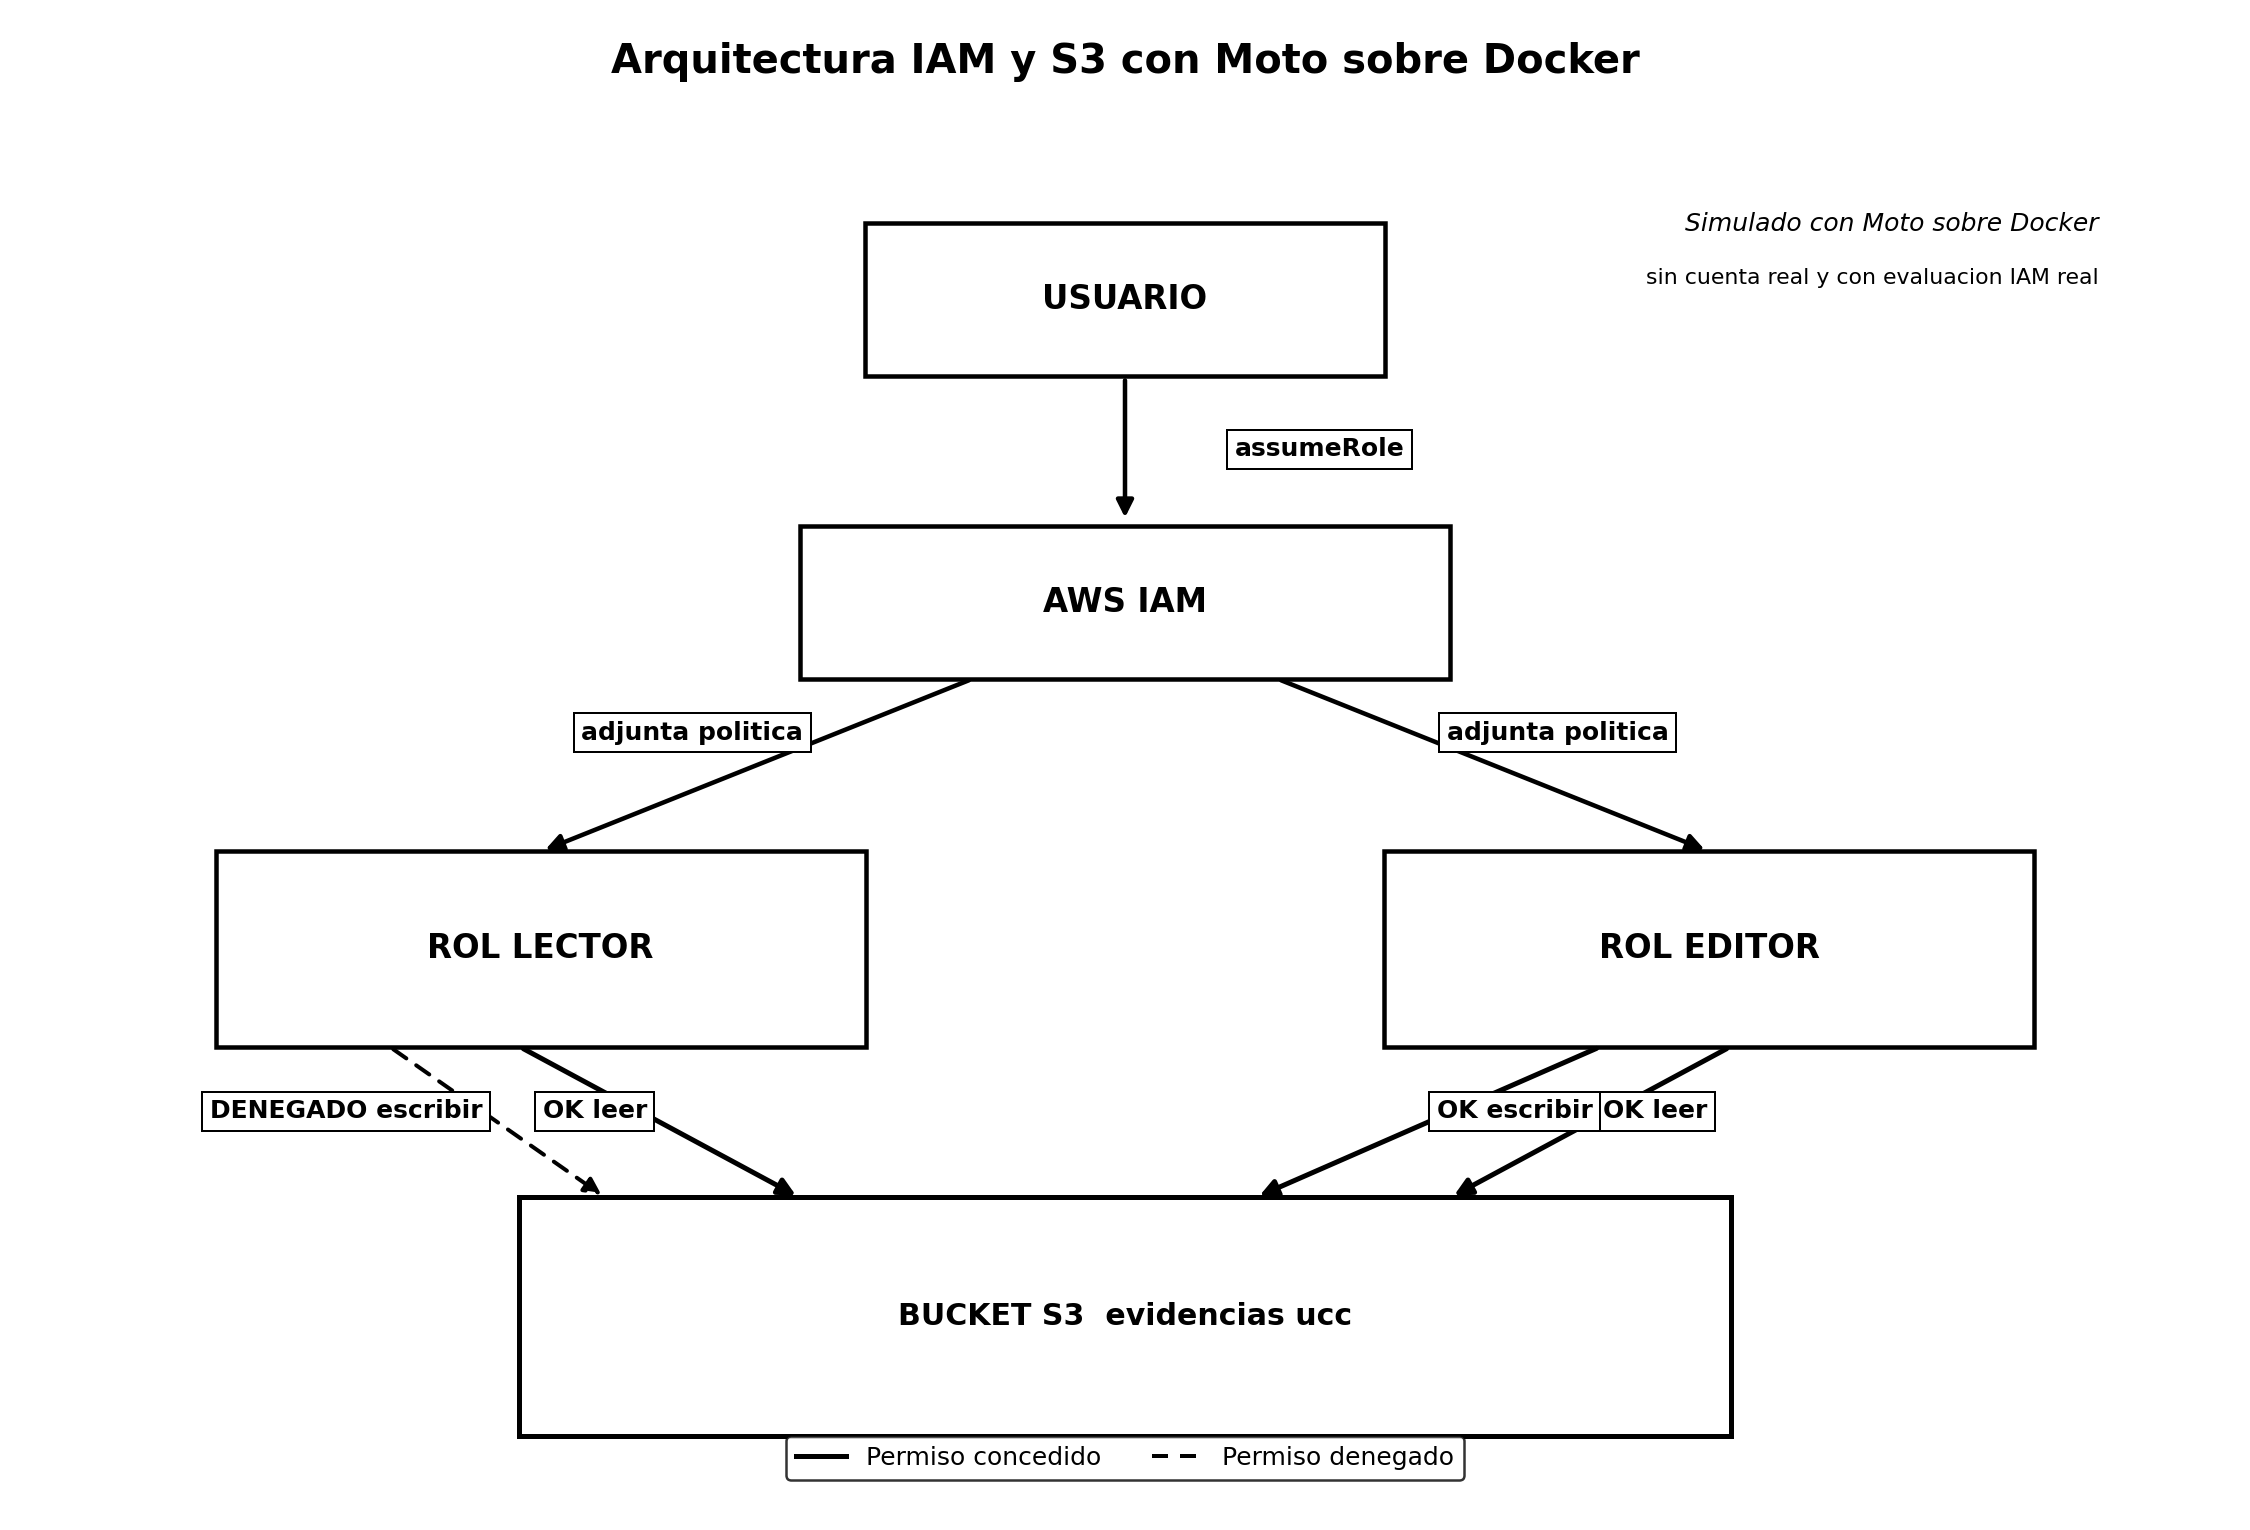 Arquitectura IAM y S3 con Moto sobre Docker
Simulado con Moto sobre Docker
sin cuenta real y con evaluacion IAM real
USUARIO
assumeRole
AWS IAM
adjunta politica
adjunta politica
ROL LECTOR
ROL EDITOR
DENEGADO escribir
OK leer
OK escribir
OK leer
BUCKET S3  evidencias ucc
Permiso concedido
Permiso denegado